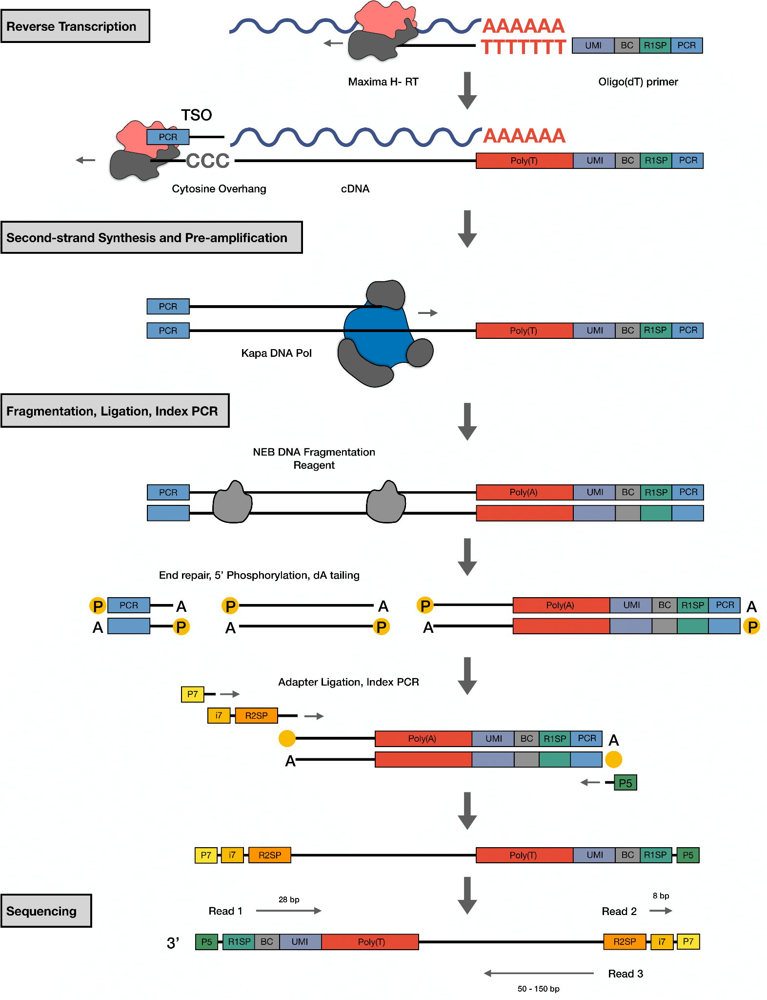 Reverse Transcription
AAAAAA
TTTTTTT UMI BC R1SP PCR
Maxima H- RT Oligo(dT) primer
TSO
PCR AAAAAA
CCC Poly(T) UMI BC R1SP PCR
Cytosine Overhang cDNA
Second-strand Synthesis and Pre-amplification
PCR
PCR Poly(T) UMI BC R1SP PCR
Kapa DNA Pol
Fragmentation, Ligation, Index PCR
NEB DNA Fragmentation
Reagent
PCR Poly(A) UMI BC R1SP PCR
End repair, 5’ Phosphorylation, dA tailing
P PCR A P A P Poly(A) UMI BC R1SP PCR A
A P A P A P
Adapter Ligation, Index PCR
P7
i7 R2SP
Poly(A) UMI BC R1SP PCR A
A
P5
P7 i7 R2SP Poly(T) UMI BC R1SP P5
Sequencing
28 bp 8 bp
Read 1 Read 2
3’ P5 R1SP BC UMI Poly(T) R2SP i7 P7
Read 3
50 - 150 bp